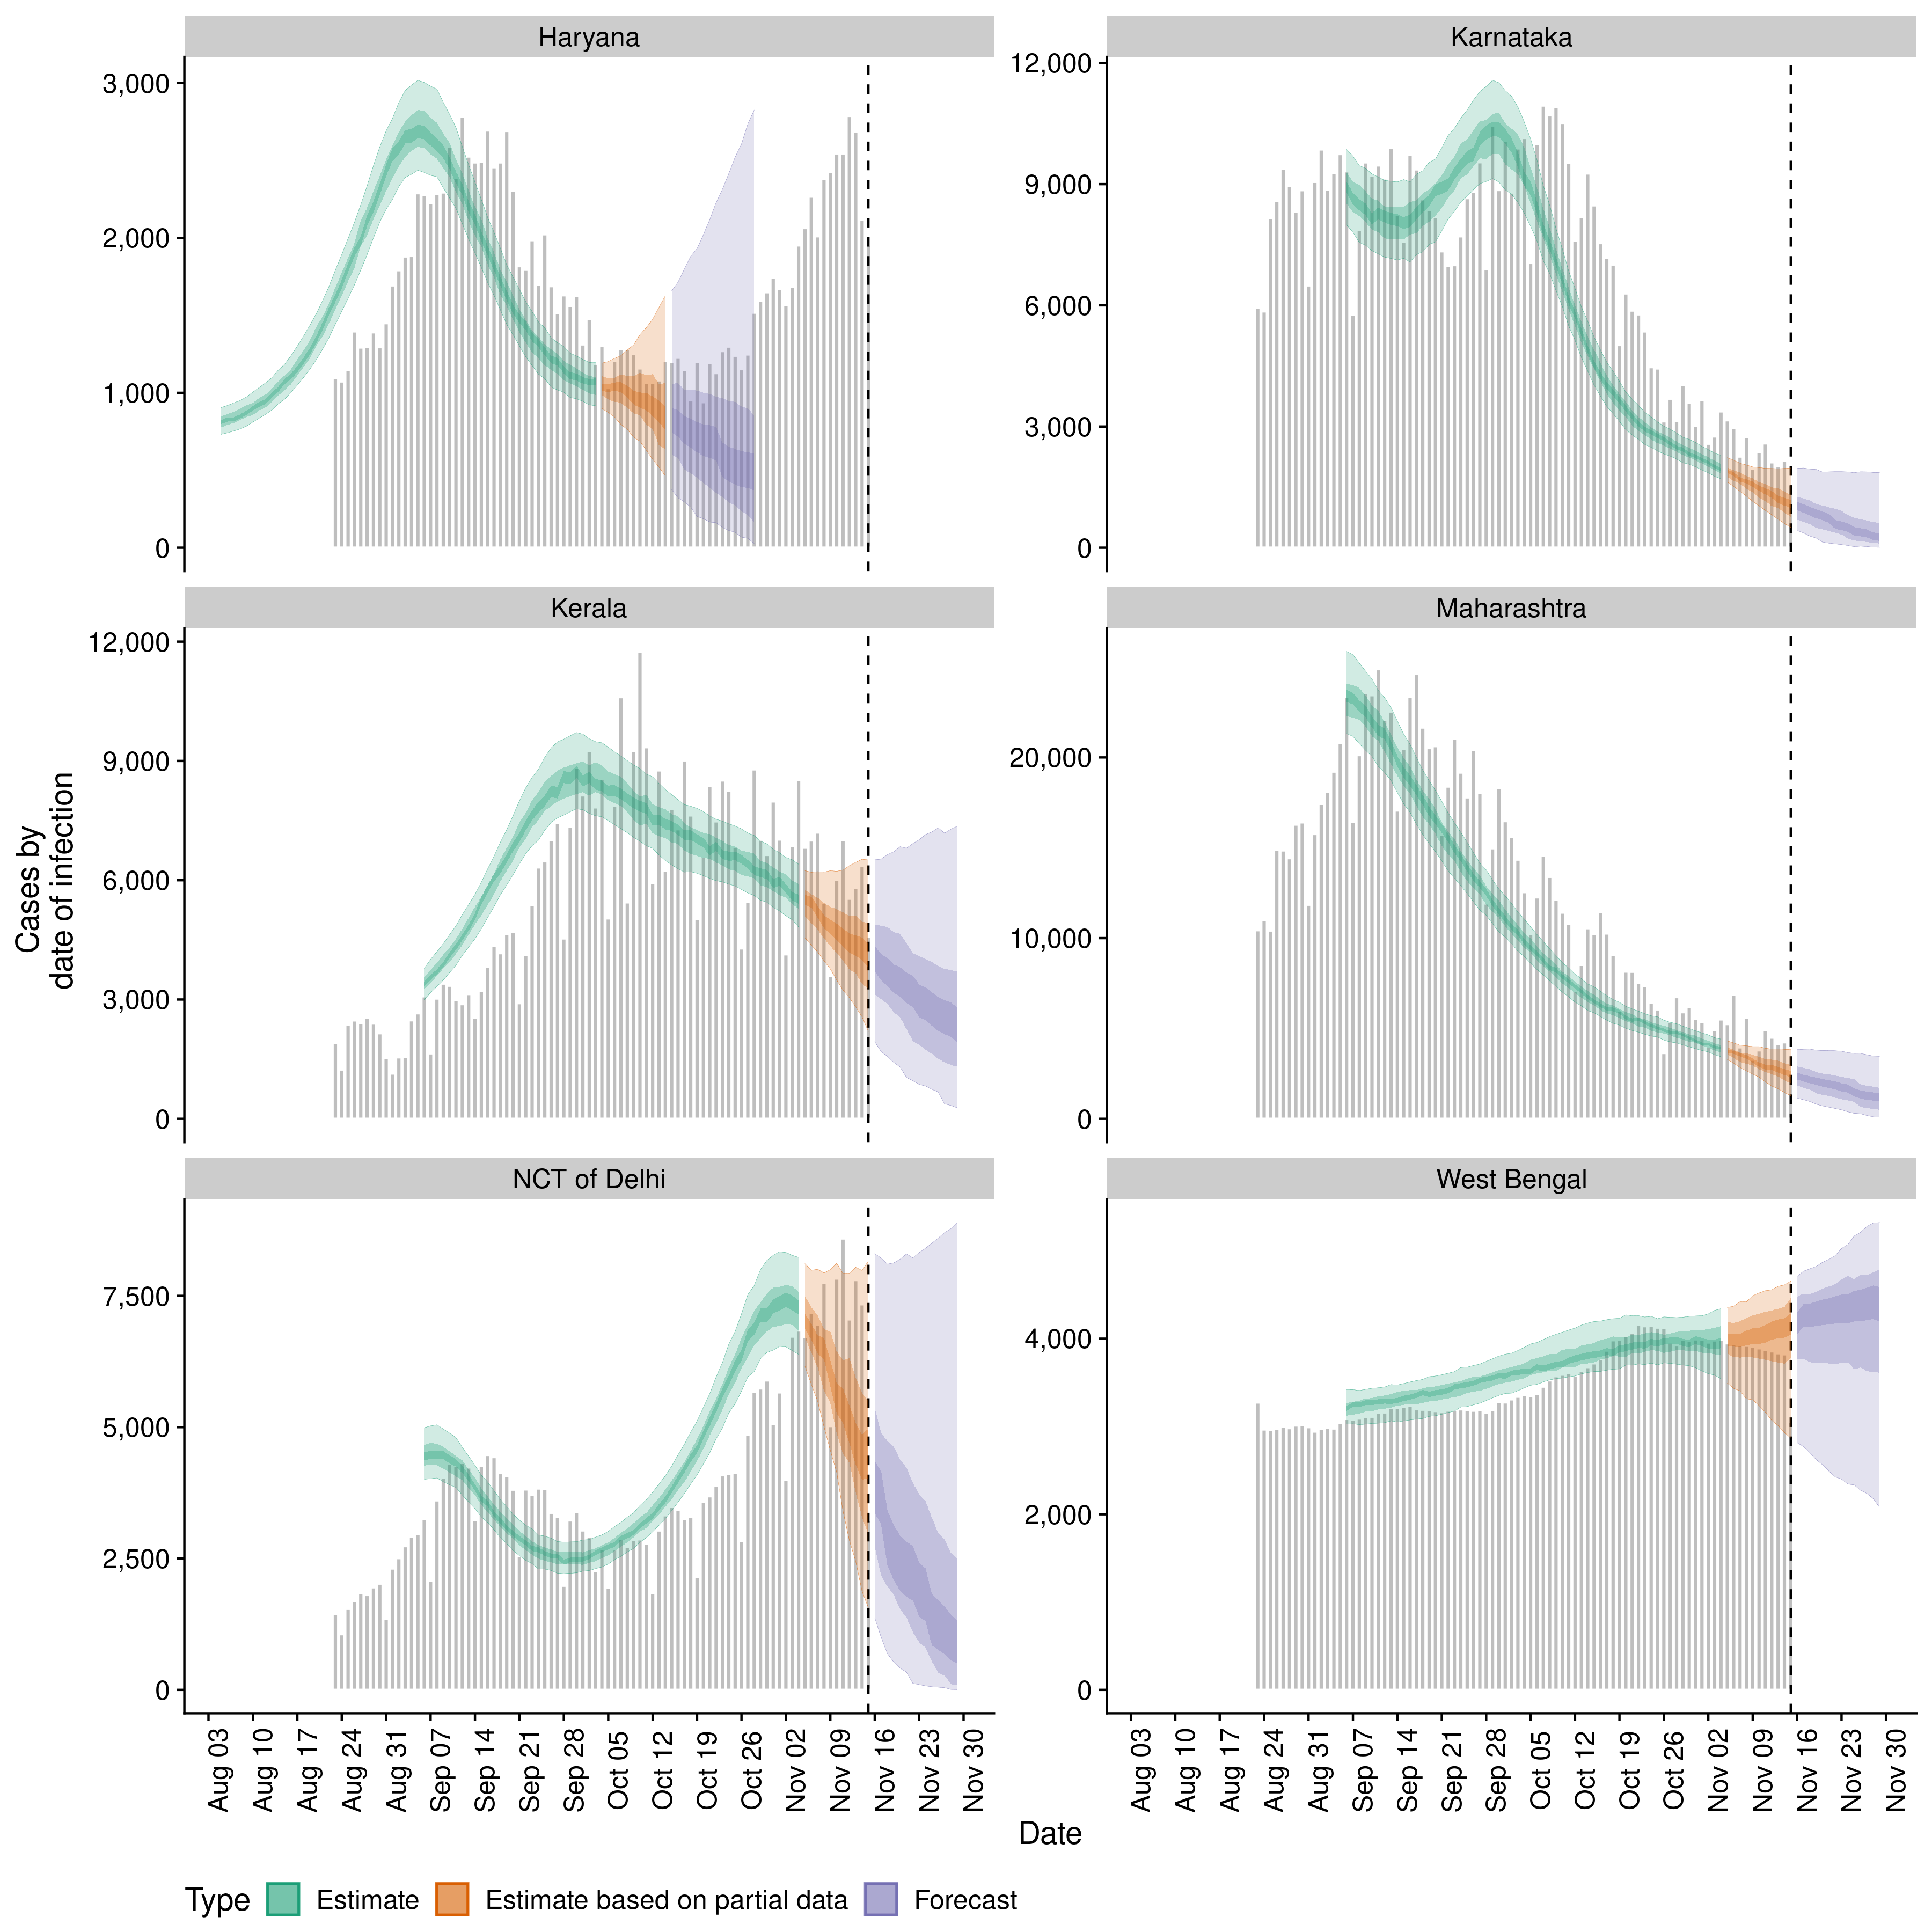 Haryana
Karnataka
3,000
2,000
1,000
0
12,000
9,000
6,000
3,000
0
Kerala
Maharashtra
12,000
9,000
6,000
3,000
0
20,000
10,000
0
NCT of Delhi
West Bengal
7,500
5,000
2,500
0
4,000
2,000
0
Cases by
date of infection
Aug 03
Aug 10
Aug 17
Aug 24
Aug 31
Sep 07
Sep 14
Sep 21
Sep 28
Oct 05
Oct 12
Oct 19
Oct 26
Nov 02
Nov 09
Nov 16
Nov 23
Nov 30
Aug 03
Aug 10
Aug 17
Aug 24
Aug 31
Sep 07
Sep 14
Sep 21
Sep 28
Oct 05
Oct 12
Oct 19
Oct 26
Nov 02
Nov 09
Nov 16
Nov 23
Nov 30
Date
Type Estimate Estimate based on partial data Forecast